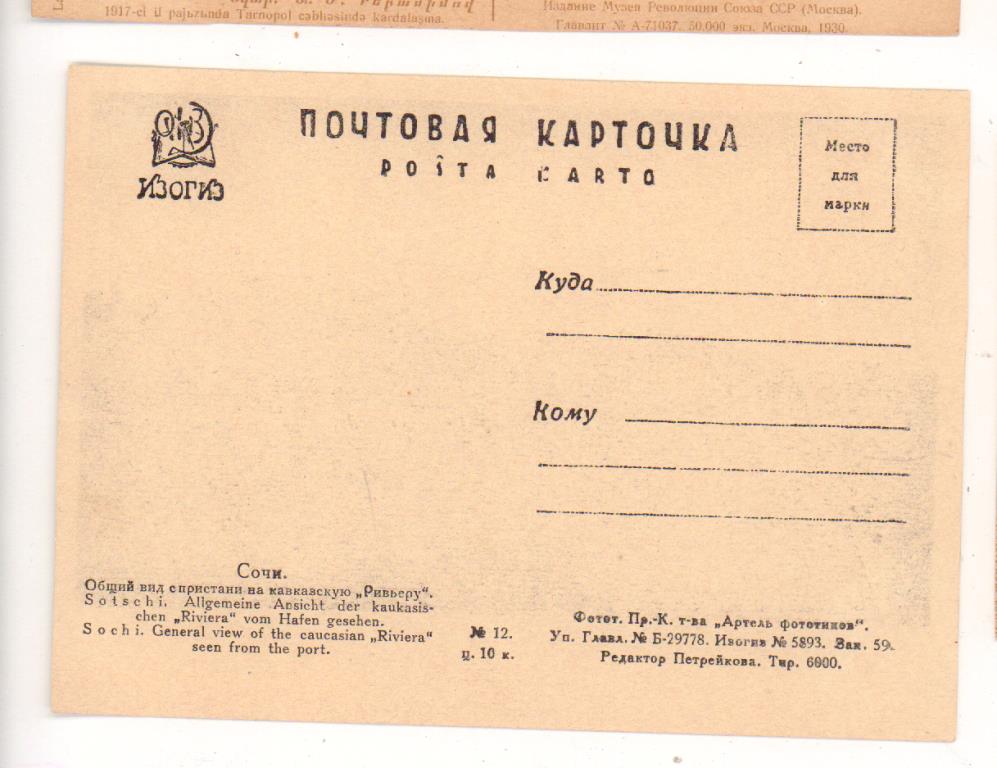 1917-ci il pajьzьnda Tarnopol cəbhəsində kardalaşma.
Издание Музея Революции Союза ССР (Москва).
Главлит № А-71037. 50.000 экз. Москва, 1930.
ИЗОГИЗ
ПОЧТОВАЯ КАРТОЧКА
POŜTA KARTO
Место
для
марки
Куда
Кому
Сочи.
Общий вид с пристани на кавказскую „Ривьеру“.
Sotschi. Allgemeine Ansicht der kaukasis-
chen „Riviera“ vom Hafen gesehen.
Sochi. General view of the caucasian „Riviera“
seen from the port.
№ 12.
ц. 10 к.
Фотот. Пр.-К. т-ва „Артель фототипов“.
Уп. Главл. № Б-29778. Изогиз № 5893. Зак. 59
Редактор Петрейкова. Тир. 6000.